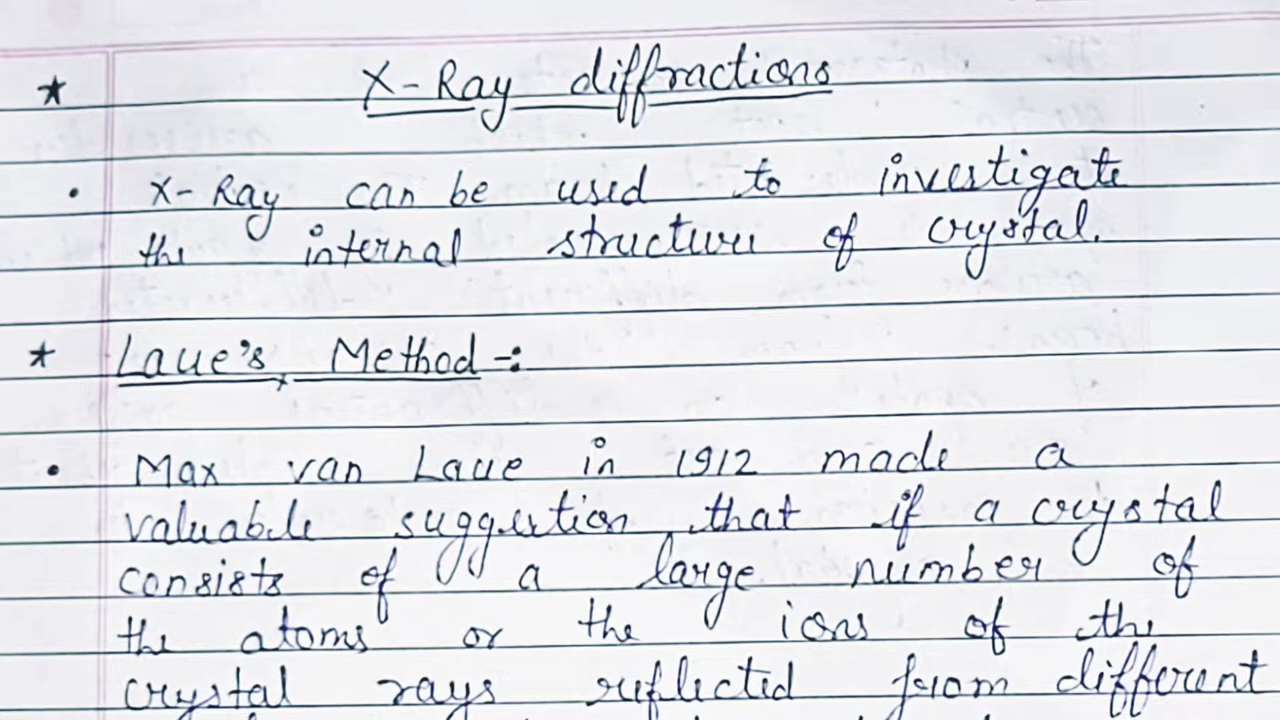 ★ X-Ray diffractions
• X-Ray can be used to investigate
the internal structure of crystal.
★ Laue's Method -:
• Max van Laue in 1912 made a
valuable suggestion that if a crystal
consists of a large number of
the atoms or the ions of the
crystal rays reflected from different